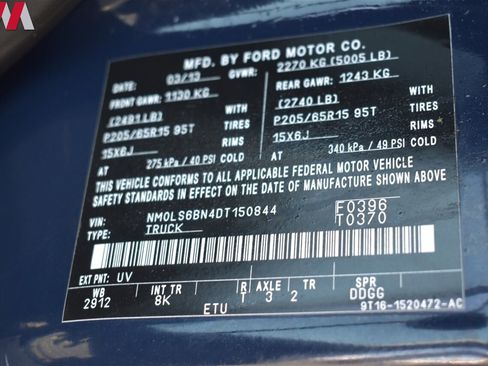 MFD. BY FORD MOTOR CO.
DATE: 03/13 GVWR: 2270 KG (5005 LB)
FRONT GAWR: 1130 KG REAR GAWR: 1243 KG
(2491 LB) (2740 LB)
P205/65R15 95T TIRES P205/65R15 95T TIRES
15X6J RIMS 15X6J RIMS
AT 275 kPa / 40 PSI COLD AT 340 kPa / 49 PSI COLD
THIS VEHICLE CONFORMS TO ALL APPLICABLE FEDERAL MOTOR VEHICLE
SAFETY STANDARDS IN EFFECT ON THE DATE OF MANUFACTURE SHOWN ABOVE.
VIN: NM0LS6BN4DT150844 F0396
TRUCK T0370
EXT PNT: UV
WB INT TR R AXLE TR SPR
2912 8K T 3 2 DDGG
ETU 9T16-1520472-AC